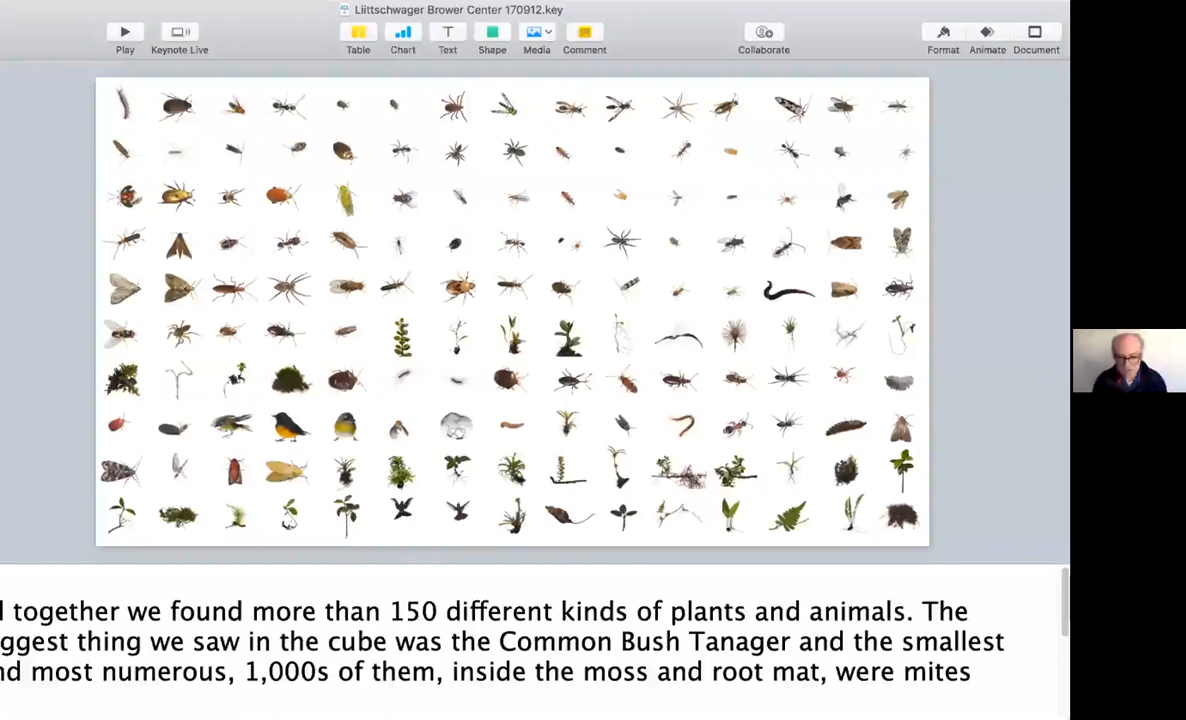 Liittschwager Brower Center 170912.key
Play Keynote Live Table Chart Text Shape Media Comment Collaborate Format Animate Document
l together we found more than 150 different kinds of plants and animals. The
ggest thing we saw in the cube was the Common Bush Tanager and the smallest
nd most numerous, 1,000s of them, inside the moss and root mat, were mites